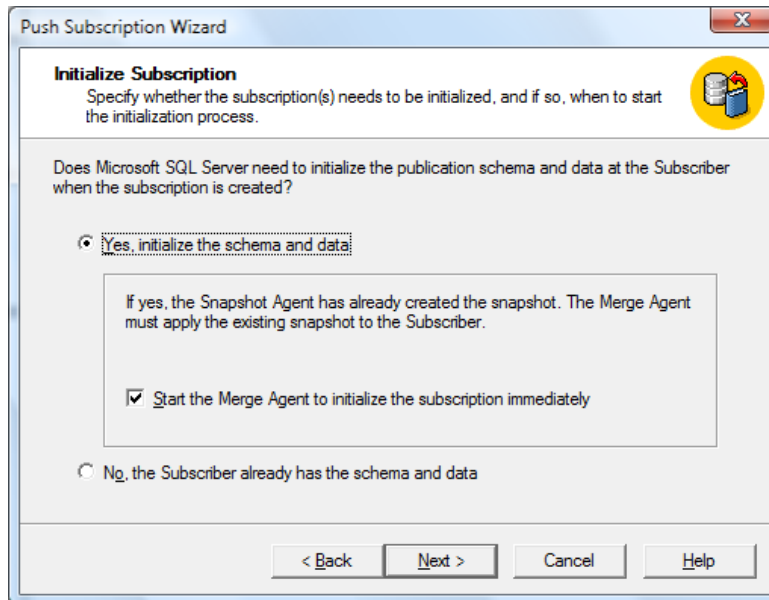 Push Subscription Wizard
Initialize Subscription
Specify whether the subscription(s) needs to be initialized, and if so, when to start
the initialization process.
Does Microsoft SQL Server need to initialize the publication schema and data at the Subscriber
when the subscription is created?
Yes, initialize the schema and data
If yes, the Snapshot Agent has already created the snapshot. The Merge Agent
must apply the existing snapshot to the Subscriber.
Start the Merge Agent to initialize the subscription immediately
No, the Subscriber already has the schema and data
< Back Next > Cancel Help